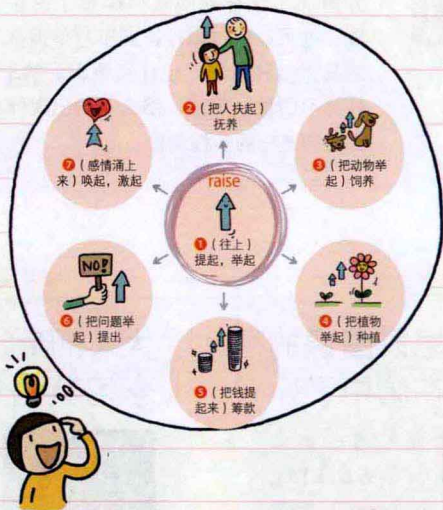 raise
❶（往上）
提起，举起
❷（把人扶起）
抚养
❸（把动物举
起）饲养
❹（把植物
举起）种植
❺（把钱提
起来）筹款
NO!
❻（把问题举
起）提出
❼（感情涌上
来）唤起，激起